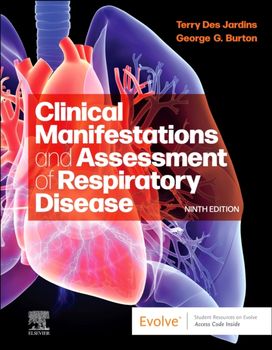 Terry Des Jardins
George G. Burton
Clinical
Manifestations
and Assessment
of Respiratory
Disease
NINTH EDITION
ELSEVIER
Evolve
Student Resources on Evolve
Access Code Inside